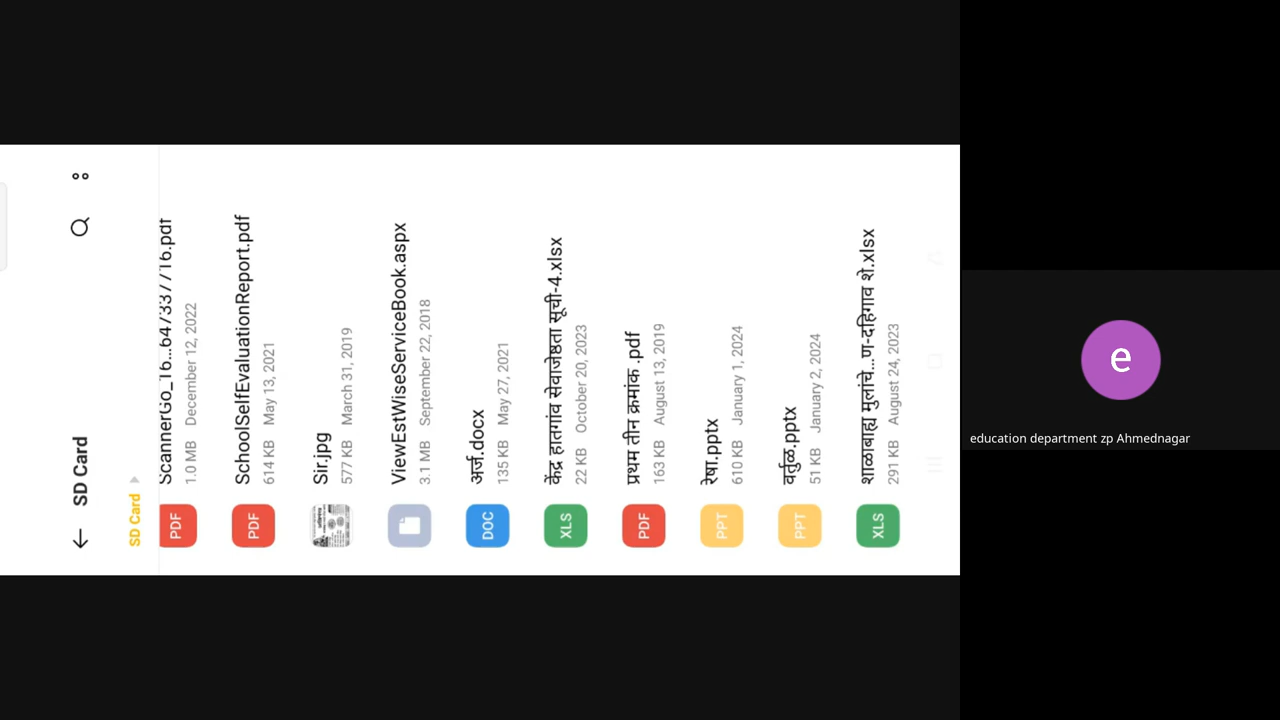 SD Card
SD Card
PDF
ScannerGo_16...64733716.pdf
1.0 MB December 12, 2022
PDF
SchoolSelfEvaluationReport.pdf
614 KB May 13, 2021
Sir.jpg
577 KB March 31, 2019
ViewEstWiseServiceBook.aspx
3.1 MB September 22, 2018
DOC
अर्ज.docx
135 KB May 27, 2021
XLS
केंद्र हातगांव सेवाजेष्ठता सूची-4.xlsx
22 KB October 20, 2023
PDF
प्रथम तीन क्रमांक .pdf
163 KB August 13, 2019
PPT
रेषा.pptx
610 KB January 1, 2024
PPT
वर्तुळ.pptx
51 KB January 2, 2024
XLS
शाळाबाह्य मुलांचे...ण-दहिगाव शे.xlsx
291 KB August 24, 2023
e
education department zp Ahmednagar